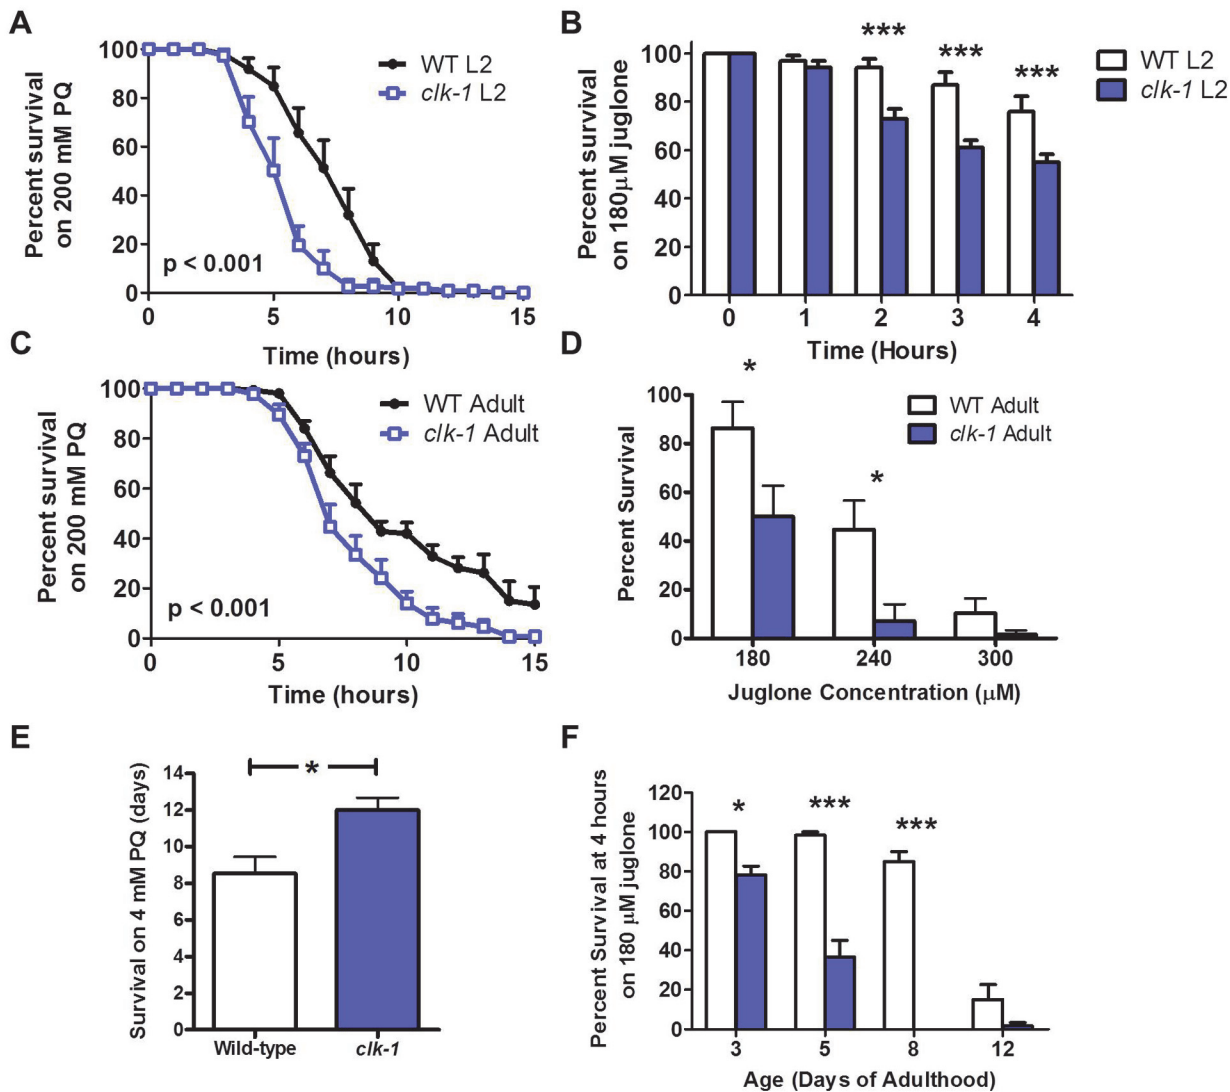 A
Percent survival
on 200 mM PQ
100
80
60
40
20
0
WT L2
clk-1 L2
p < 0.001
0
5
10
15
Time (hours)
B
Percent survival
on 180μM juglone
100
80
60
40
20
0
***
***
***
WT L2
clk-1 L2
0
1
2
3
4
Time (Hours)
C
Percent survival
on 200 mM PQ
100
80
60
40
20
0
WT Adult
clk-1 Adult
p < 0.001
0
5
10
15
Time (hours)
D
Percent Survival
100
80
60
40
20
0
*
*
WT Adult
clk-1 Adult
180
240
300
Juglone Concentration (μM)
E
Survival on 4 mM PQ (days)
14
12
10
8
6
4
2
0
*
Wild-type
clk-1
F
Percent Survival at 4 hours
on 180 μM juglone
120
100
80
60
40
20
0
*
***
***
3
5
8
12
Age (Days of Adulthood)